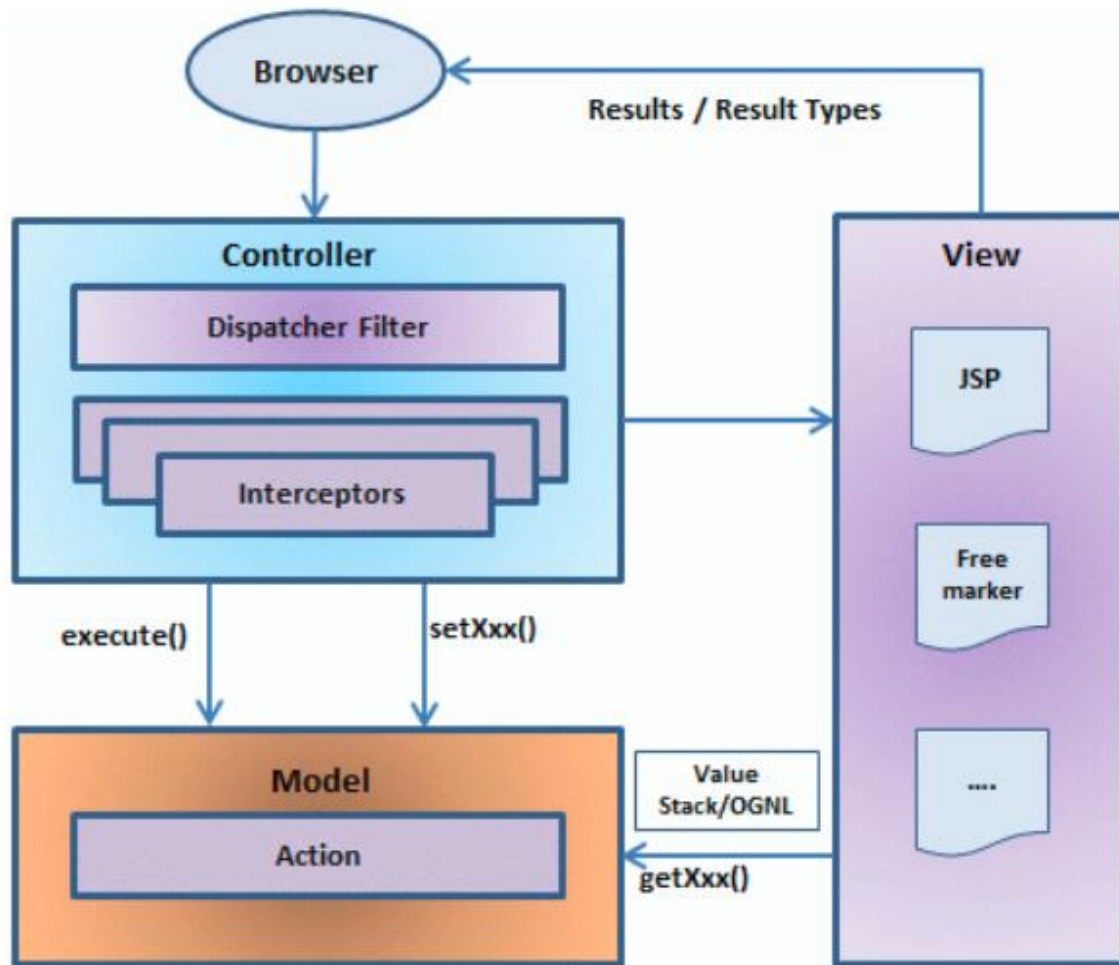 Browser
Results / Result Types
Controller
View
Dispatcher Filter
JSP
Interceptors
Free
marker
execute()
setXxx()
Model
Value
Stack/OGNL
....
Action
getXxx()